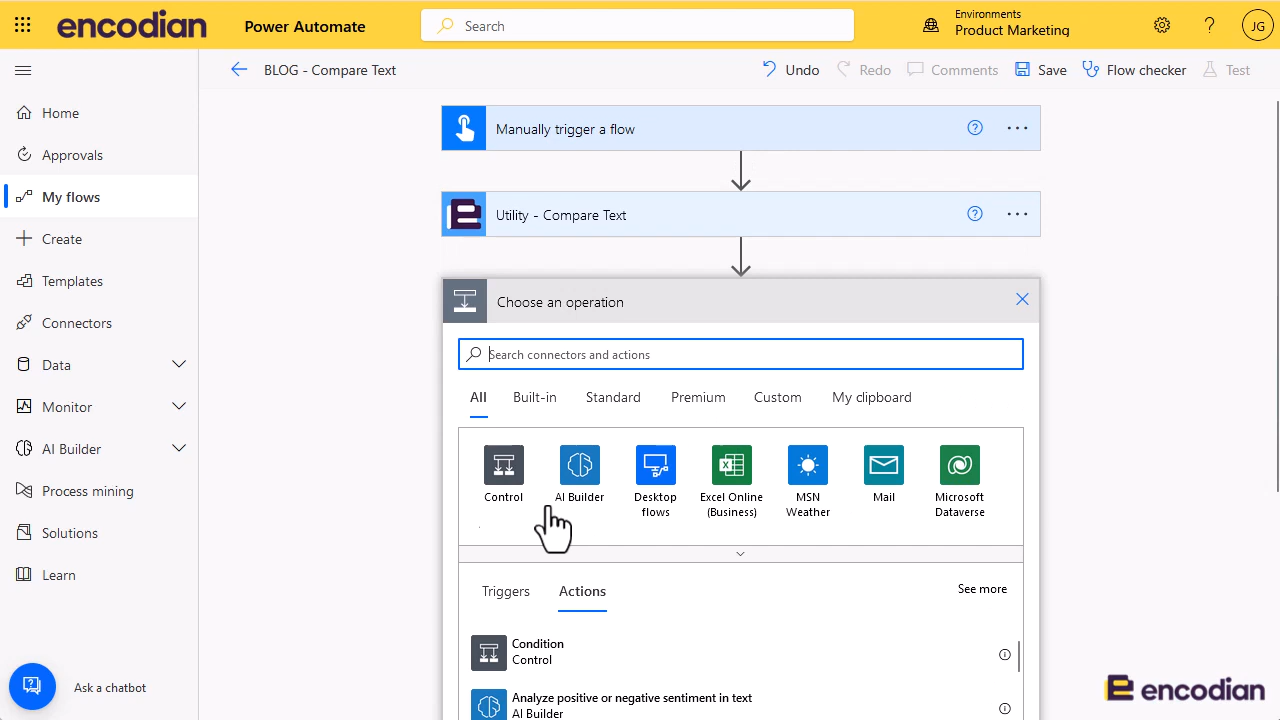 encodian
Power Automate
Search
Environments
Product Marketing
?
JG
BLOG - Compare Text
Undo
Redo
Comments
Save
Flow checker
Test
Home
Approvals
My flows
Create
Templates
Connectors
Data
Monitor
AI Builder
Process mining
Solutions
Learn
Ask a chatbot
Manually trigger a flow
Utility - Compare Text
Choose an operation
Search connectors and actions
All
Built-in
Standard
Premium
Custom
My clipboard
Control
AI Builder
Desktop
flows
Excel Online
(Business)
MSN
Weather
Mail
Microsoft
Dataverse
Triggers
Actions
See more
Condition
Control
Analyze positive or negative sentiment in text
AI Builder
encodian